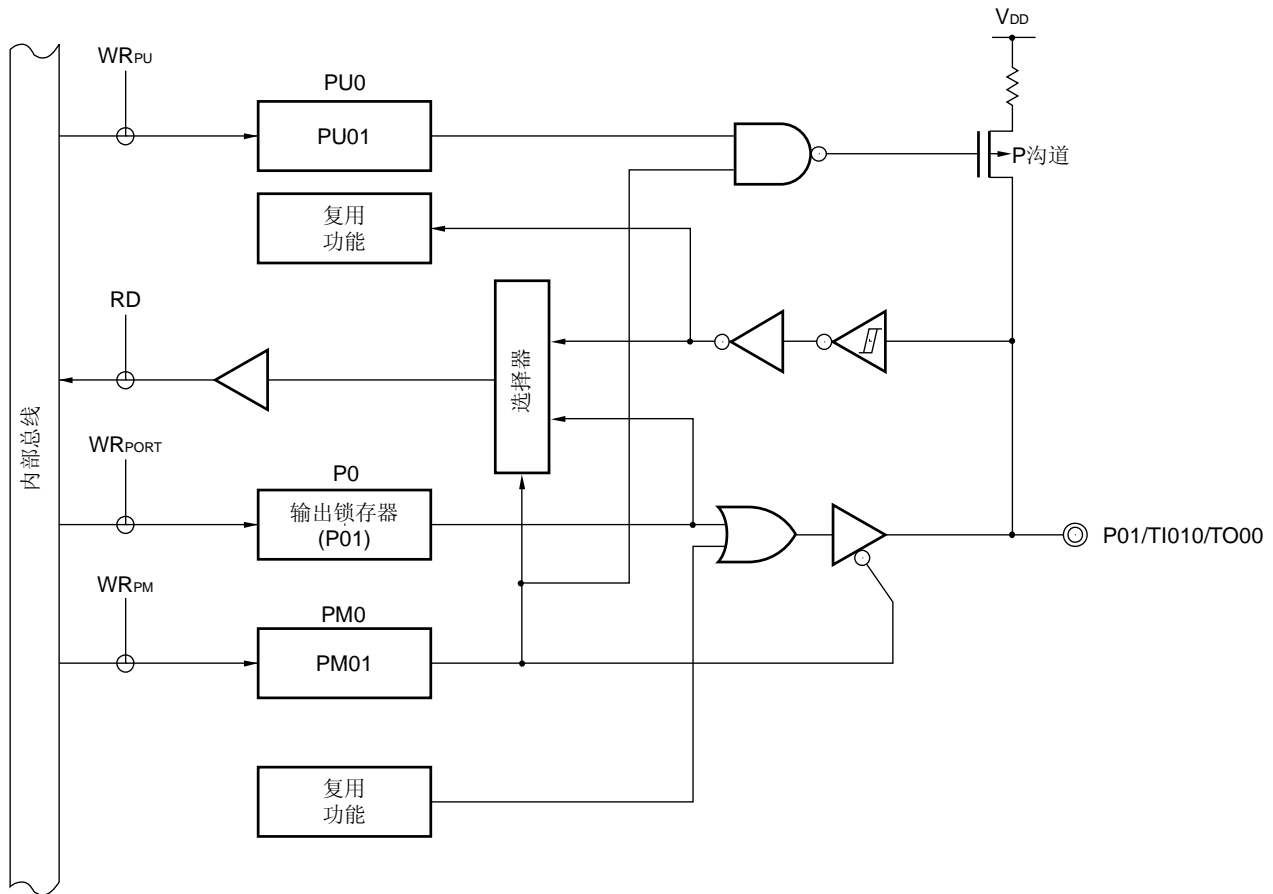 VDD
WRPU
PU0
PU01
P沟道
复用
功能
RD
选择器
内部总线
WRPORT
P0
输出锁存器
(P01)
P01/TI010/TO00
WRPM
PM0
PM01
复用
功能